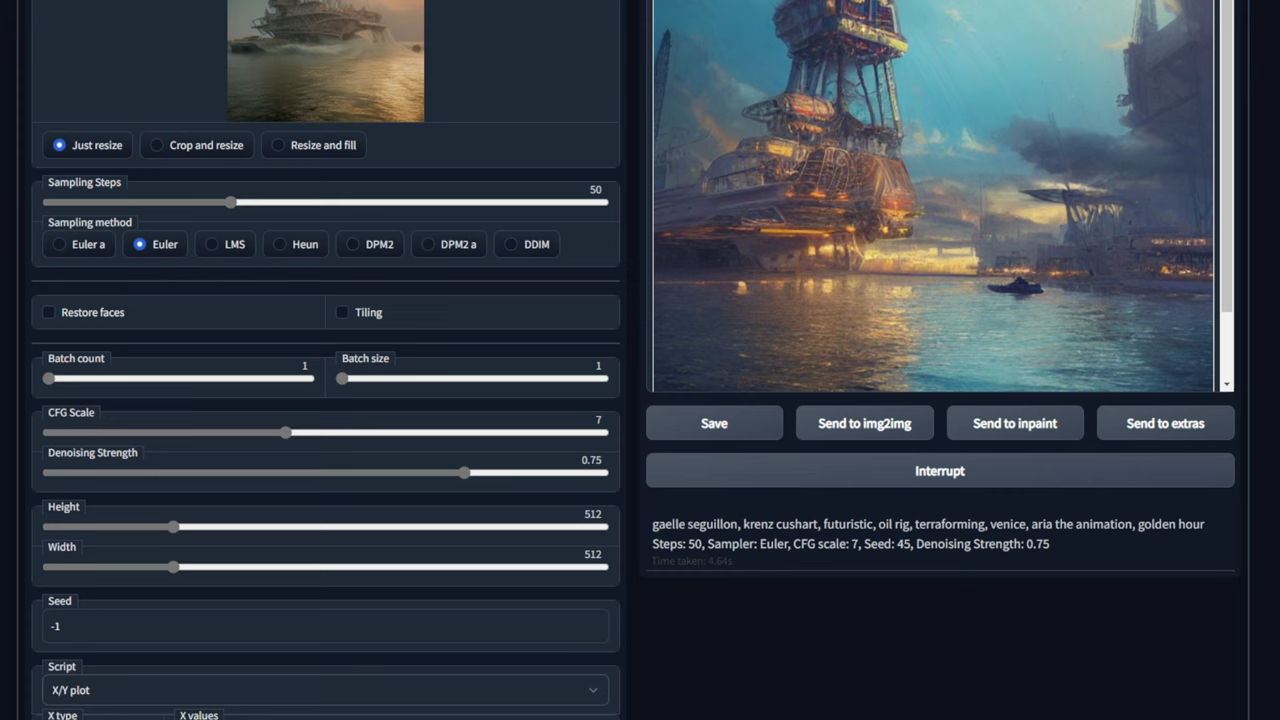 Just resize
Crop and resize
Resize and fill
Sampling Steps
50
Sampling method
Euler a
Euler
LMS
Heun
DPM2
DPM2 a
DDIM
Restore faces
Tiling
Batch count
1
Batch size
1
CFG Scale
7
Denoising Strength
0.75
Height
512
Width
512
Seed
-1
Script
X/Y plot
X type
X values
Save
Send to img2img
Send to inpaint
Send to extras
Interrupt
gaelle seguillon, krenz cushart, futuristic, oil rig, terraforming, venice, aria the animation, golden hour
Steps: 50, Sampler: Euler, CFG scale: 7, Seed: 45, Denoising Strength: 0.75
Time taken: 4.64s